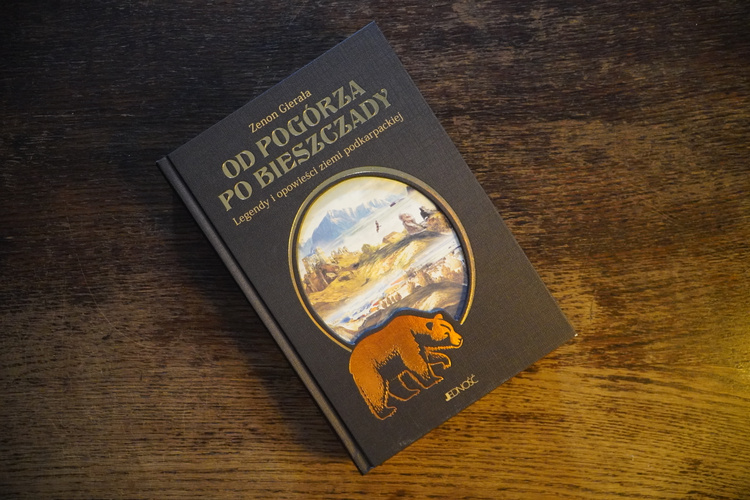 Zenon Gierała
OD POGÓRZA
PO BIESZCZADY
Legendy i opowieści ziemi podkarpackiej
JEDNOŚĆ